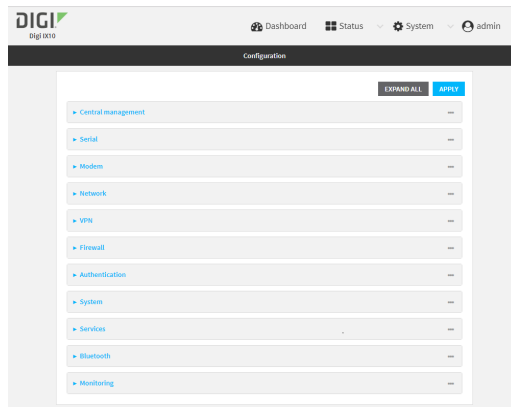 DIGI
Digi IX10
Dashboard Status System admin
Configuration
EXPAND ALL APPLY
Central management
Serial
Modem
Network
VPN
Firewall
Authentication
System
Services
Bluetooth
Monitoring